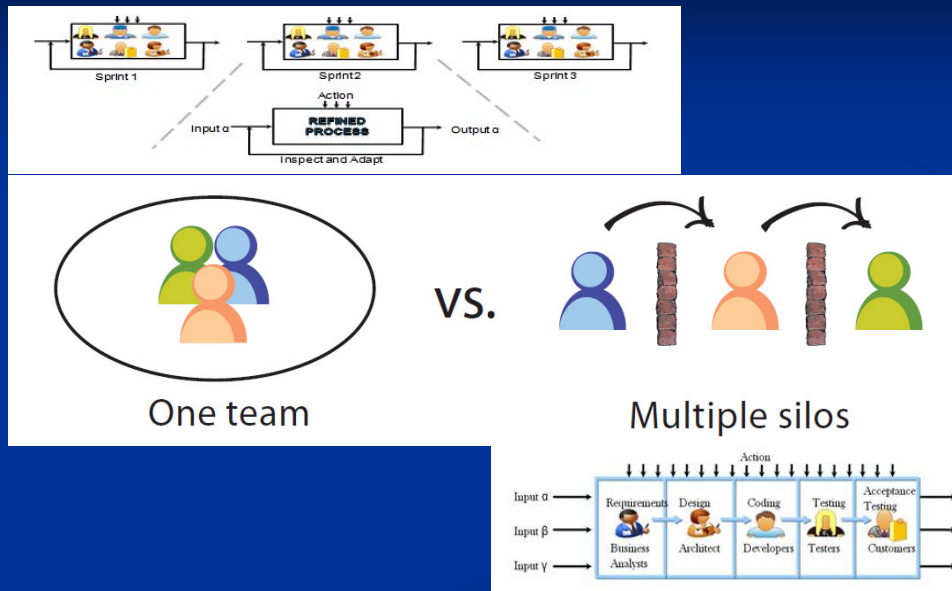 Sprint 1
Sprint2
Sprint 3
Action
Input α
REFINED
PROCESS
Output α
Inspect and Adapt
One team
vs.
Multiple silos
Action
Input α
Input β
Input γ
Requirements
Design
Coding
Testing
Acceptance
Testing
Business
Analysts
Architect
Developers
Testers
Customers